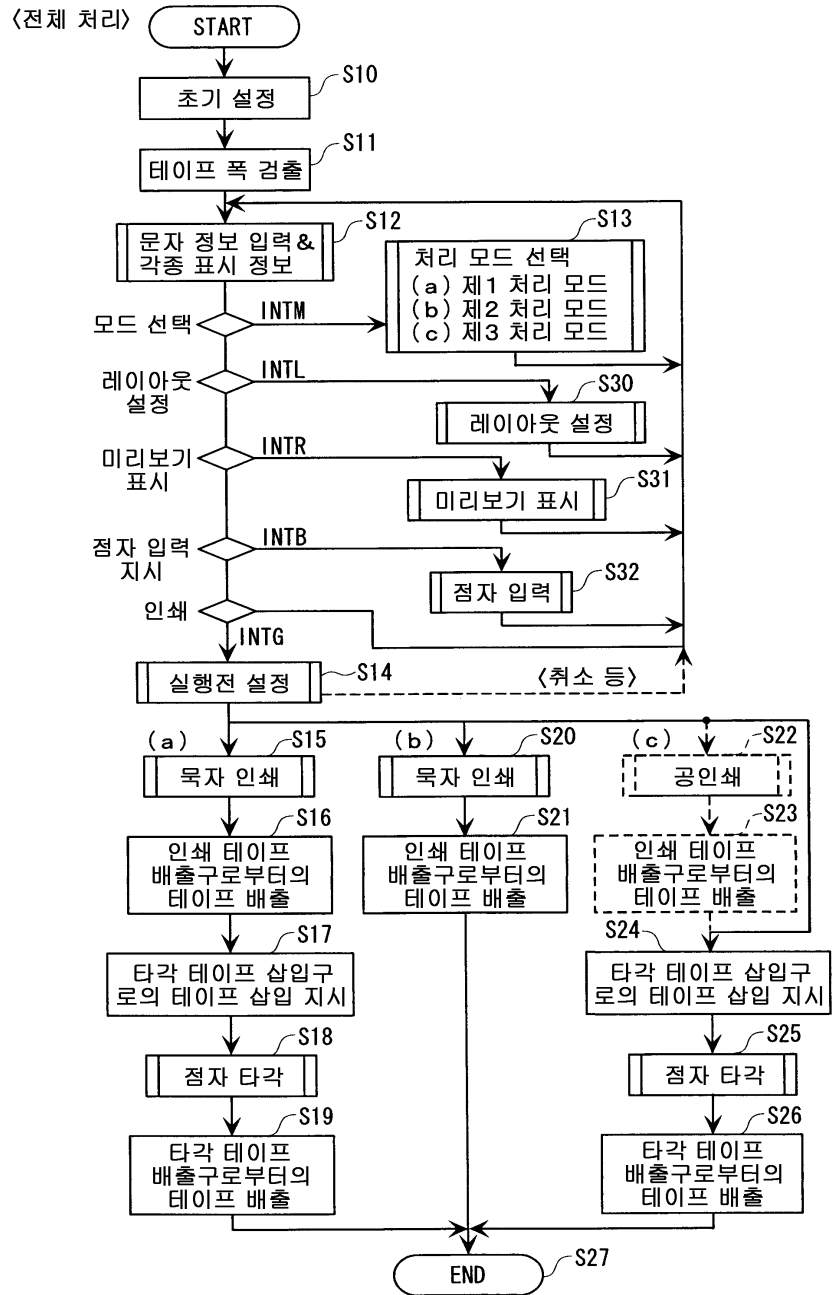 〈전체 처리〉
START
S10
초기 설정
S11
테이프 폭 검출
S12
문자 정보 입력&
각종 표시 정보
S13
처리 모드 선택
(a) 제1 처리 모드
(b) 제2 처리 모드
(c) 제3 처리 모드
모드 선택
INTM
레이아웃
설정
INTL
S30
레이아웃 설정
미리보기
표시
INTR
S31
미리보기 표시
점자 입력
지시
INTB
S32
점자 입력
인쇄
INTG
S14
실행전 설정
〈취소 등〉
(a)
S15
묵자 인쇄
(b)
S20
묵자 인쇄
(c)
S22
공인쇄
S16
인쇄 테이프
배출구로부터의
테이프 배출
S21
인쇄 테이프
배출구로부터의
테이프 배출
S23
인쇄 테이프
배출구로부터의
테이프 배출
S17
타각 테이프 삽입구
로의 테이프 삽입 지시
S24
타각 테이프 삽입구
로의 테이프 삽입 지시
S18
점자 타각
S25
점자 타각
S19
타각 테이프
배출구로부터의
테이프 배출
S26
타각 테이프
배출구로부터의
테이프 배출
END
S27